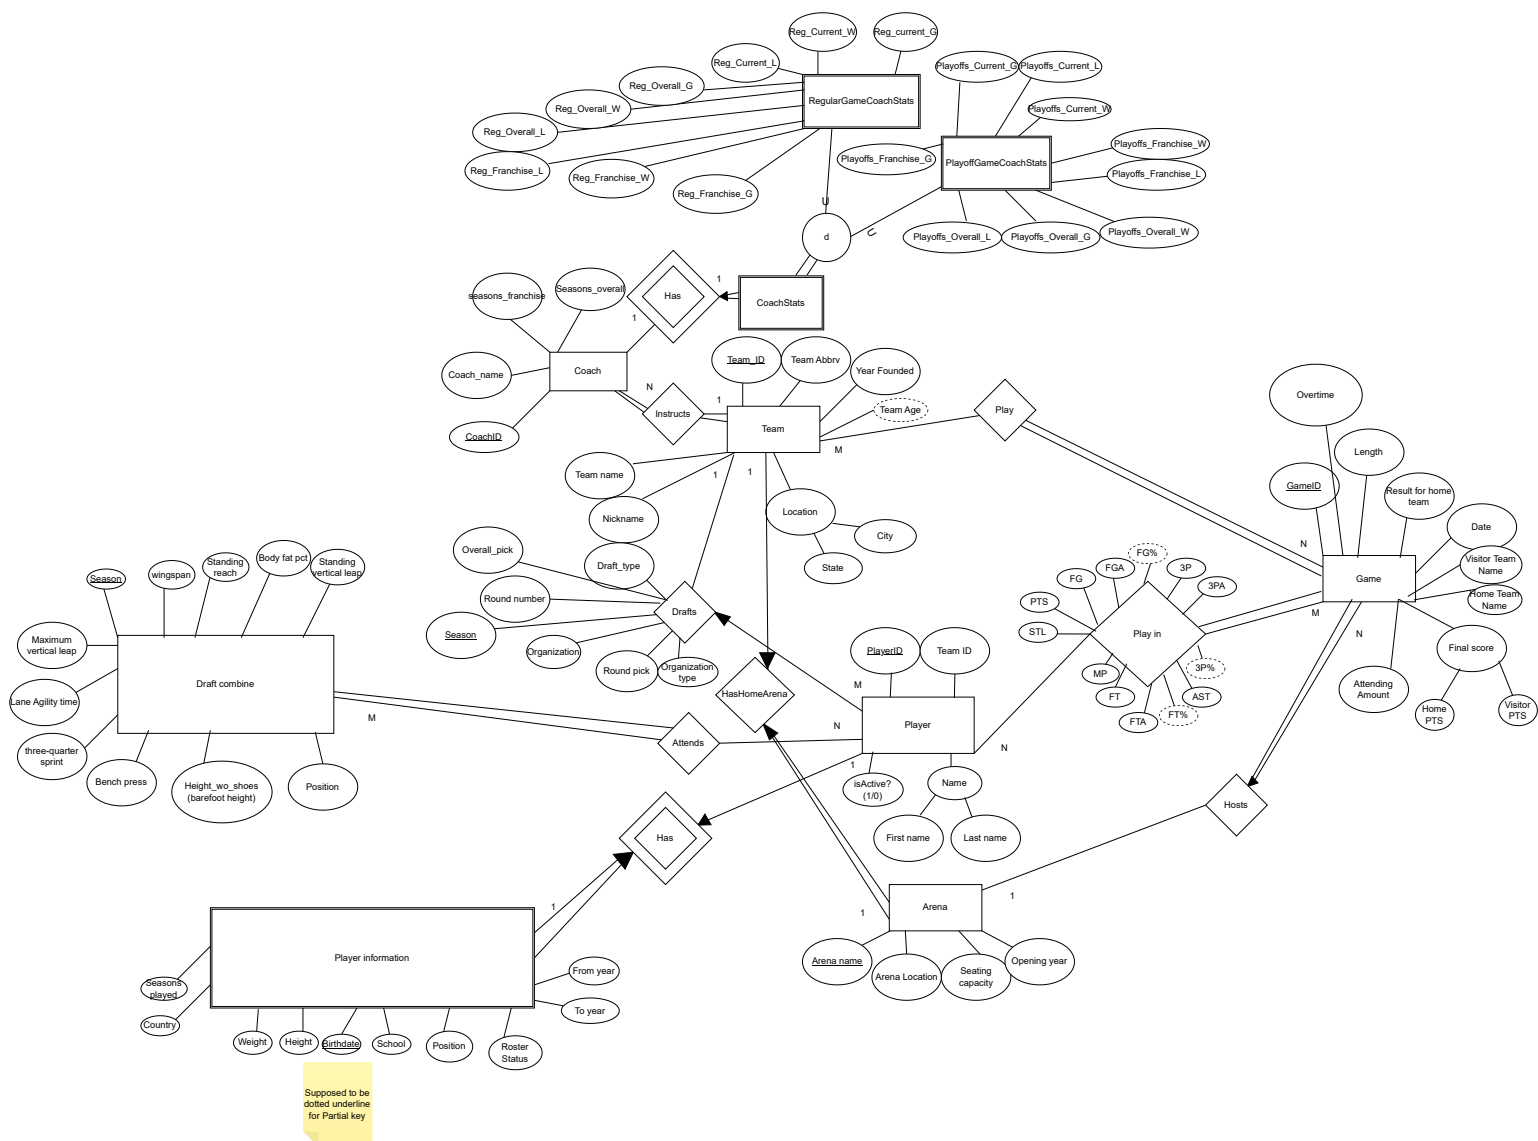 Reg_Current_W
Reg_current_G
Reg_Current_L
Reg_Overall_G
Reg_Overall_W
Reg_Overall_L
Reg_Franchise_L
Reg_Franchise_W
Reg_Franchise_G
RegularGameCoachStats
Playoffs_Current_G
Playoffs_Current_L
Playoffs_Current_W
Playoffs_Franchise_G
PlayoffGameCoachStats
Playoffs_Franchise_W
Playoffs_Franchise_L
Playoffs_Overall_L
Playoffs_Overall_G
Playoffs_Overall_W
U
U
d
CoachStats
Has
1
1
seasons_franchise
Seasons_overall
Coach_name
Coach
CoachID
N
Instructs
1
Team_ID
Team Abbrv
Year Founded
Team Age
Team
M
Play
N
Team name
Nickname
1
1
Location
City
State
Overtime
Length
GameID
Result for home
team
Date
Visitor Team
Name
Home Team
Name
Game
M
N
Final score
Home
PTS
Visitor
PTS
Attending
Amount
FG%
FGA
3P
FG
3PA
PTS
STL
Play in
MP
3P%
FT
AST
FTA
FT%
Overall_pick
Draft_type
Round number
Season
Organization
Round pick
Organization
type
Drafts
HasHomeArena
Season
wingspan
Standing
reach
Body fat pct
Standing
vertical leap
Maximum
vertical leap
Draft combine
Lane Agility time
three-quarter
sprint
Bench press
Height_wo_shoes
(barefoot height)
Position
M
Attends
N
M
PlayerID
Team ID
Player
N
1
isActive?
(1/0)
Name
First name
Last name
Hosts
1
Has
1
1
Arena
Arena name
Arena Location
Seating
capacity
Opening year
Player information
Seasons
played
Country
Weight
Height
Birthdate
School
Position
Roster
Status
From year
To year
Supposed to be
dotted underline
for Partial key